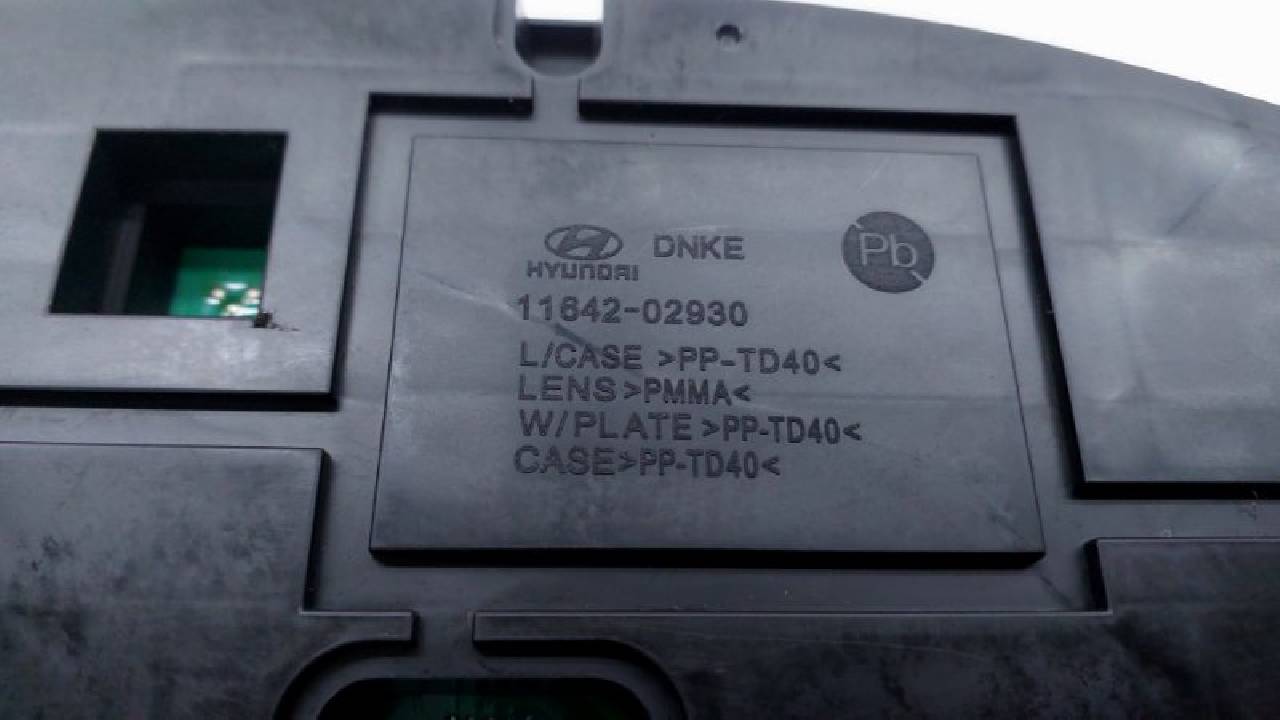 HYUNDAI DNKE Pb
11642-02930
L/CASE >PP-TD40<
LENS>PMMA<
W/PLATE >PP-TD40<
CASE>PP-TD40<